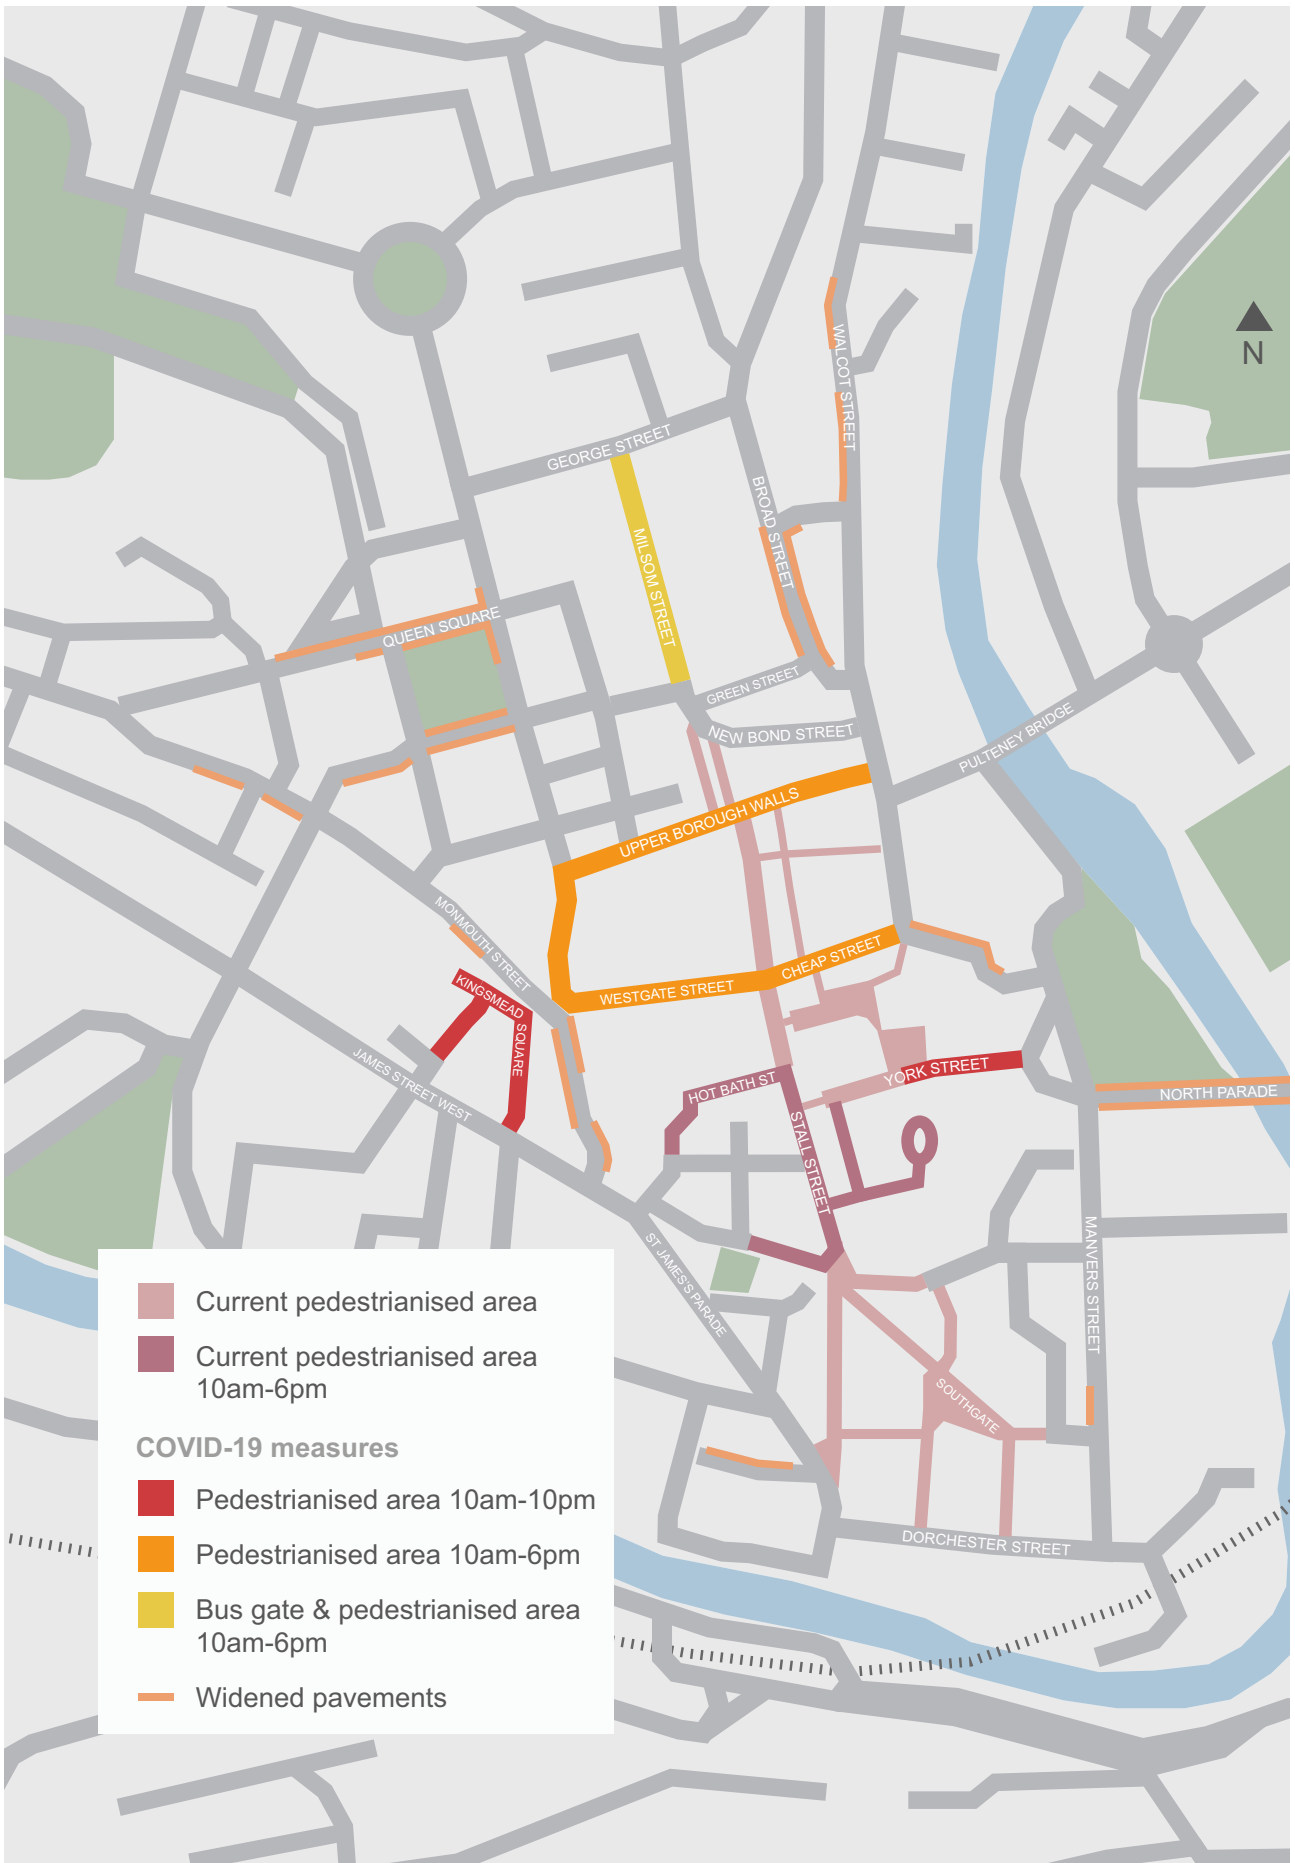 N
WALCOT STREET
GEORGE STREET
BROAD STREET
MILSOM STREET
QUEEN SQUARE
GREEN STREET
NEW BOND STREET
PULTENEY BRIDGE
UPPER BOROUGH WALLS
MONMOUTH STREET
CHEAP STREET
WESTGATE STREET
KINGSMEAD
SQUARE
JAMES STREET WEST
YORK STREET
HOT BATH ST
NORTH PARADE
STALL STREET
ST JAMES'S PARADE
MANVERS STREET
SOUTHGATE
DORCHESTER STREET
Current pedestrianised area
Current pedestrianised area
10am-6pm
COVID-19 measures
Pedestrianised area 10am-10pm
Pedestrianised area 10am-6pm
Bus gate & pedestrianised area
10am-6pm
Widened pavements